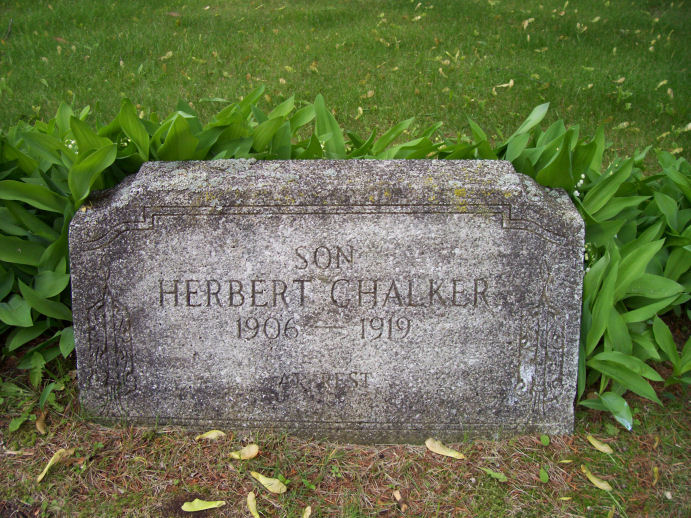 SON
HERBERT CHALKER
1906 — 1919
AT REST